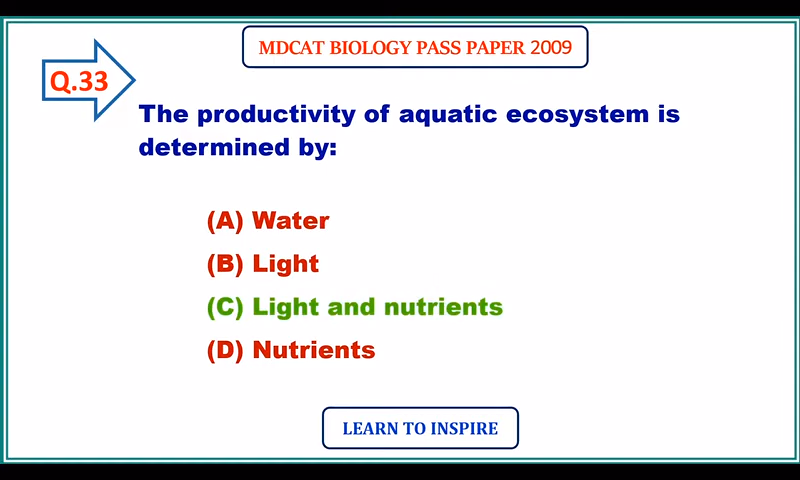 MDCAT BIOLOGY PASS PAPER 2009
Q.33
The productivity of aquatic ecosystem is
determined by:
(A) Water
(B) Light
(C) Light and nutrients
(D) Nutrients
LEARN TO INSPIRE